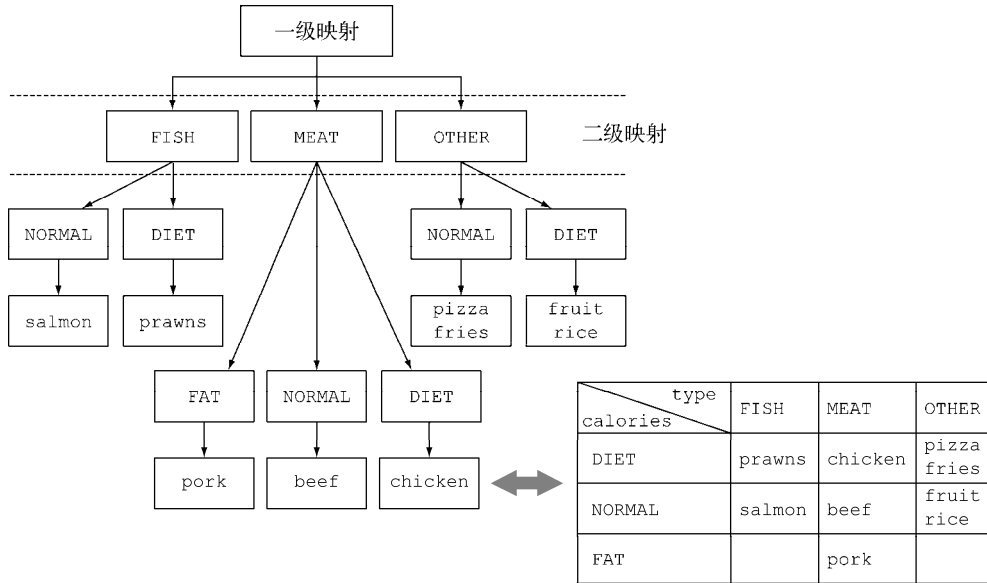 一级映射
FISH
MEAT
OTHER
二级映射
NORMAL
DIET
NORMAL
DIET
salmon
prawns
pizza
fries
fruit
rice
FAT
NORMAL
DIET
pork
beef
chicken
type
calories
FISH
MEAT
OTHER
DIET
prawns
chicken
pizza
fries
NORMAL
salmon
beef
fruit
rice
FAT
pork